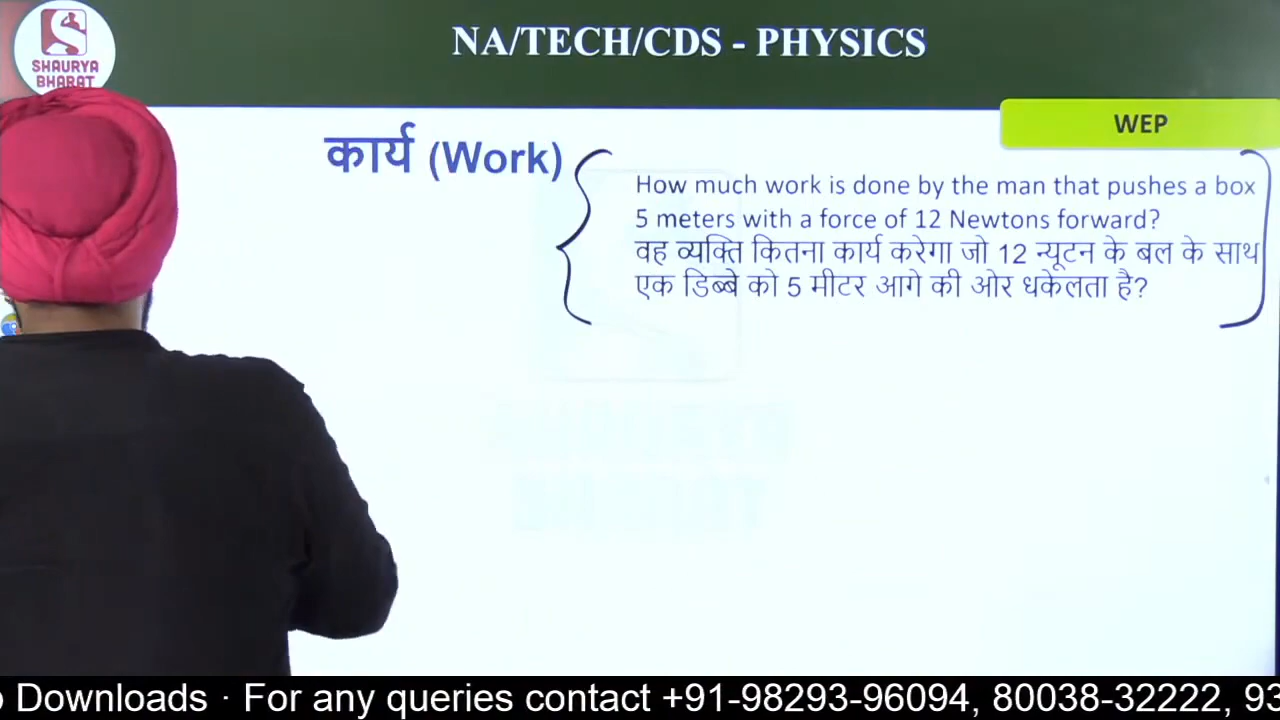 SHAURYA
BHARAT
NA/TECH/CDS - PHYSICS
WEP
कार्य (Work)
How much work is done by the man that pushes a box
5 meters with a force of 12 Newtons forward?
वह व्यक्ति कितना कार्य करेगा जो 12 न्यूटन के बल के साथ
एक डिब्बे को 5 मीटर आगे की ओर धकेलता है?
Downloads · For any queries contact +91-98293-96094, 80038-32222, 93